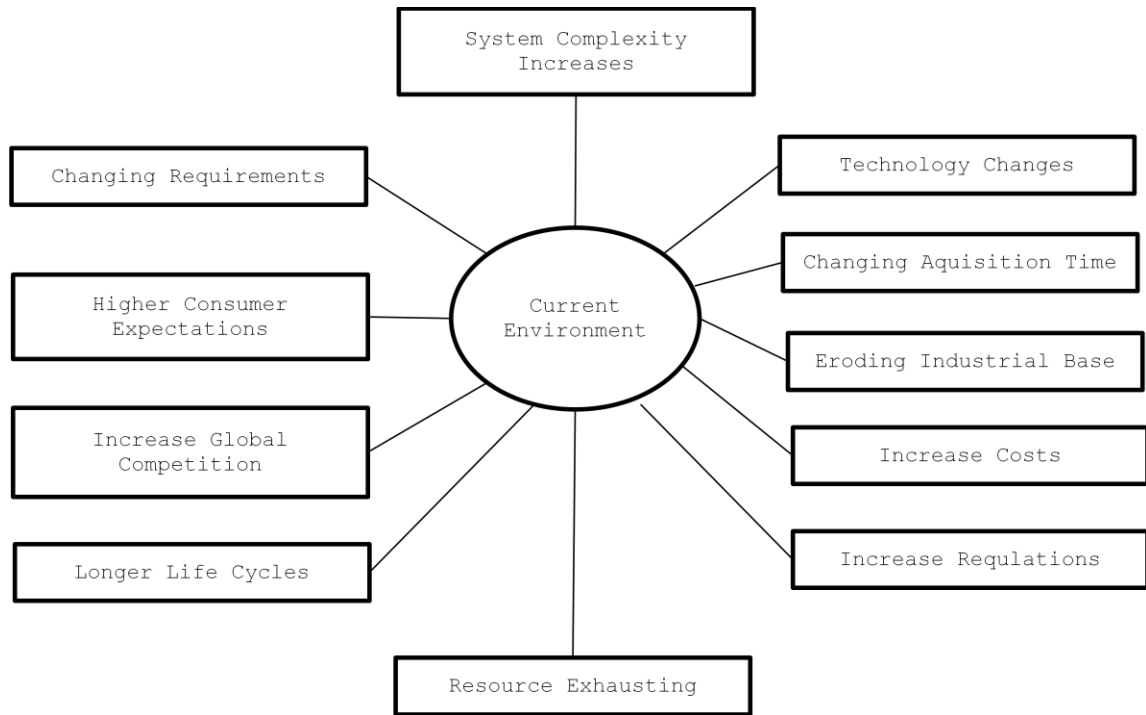 System Complexity
Increases
Changing Requirements
Technology Changes
Changing Aquisition Time
Higher Consumer
Expectations
Current
Environment
Eroding Industrial Base
Increase Global
Competition
Increase Costs
Longer Life Cycles
Increase Requlations
Resource Exhausting